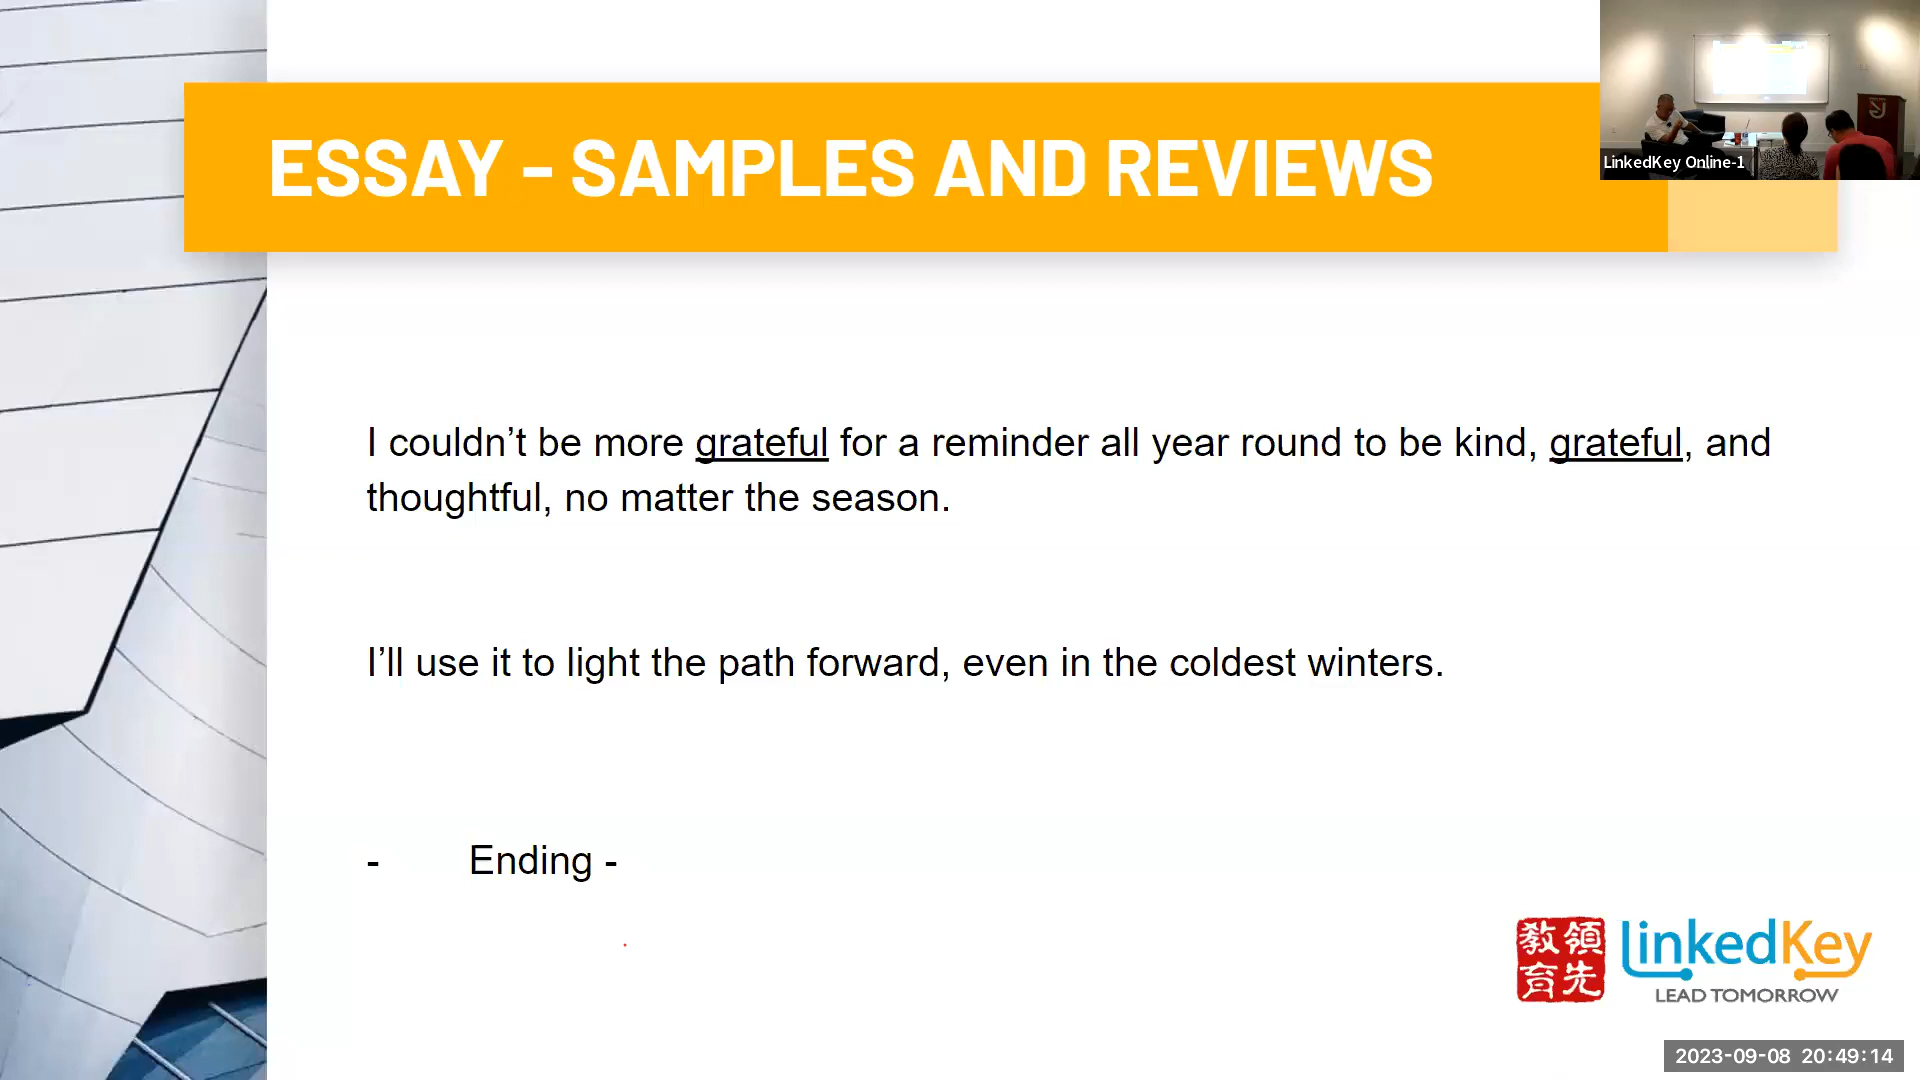 ESSAY - SAMPLES AND REVIEWS
LinkedKey Online-1
I couldn’t be more grateful for a reminder all year round to be kind, grateful, and
thoughtful, no matter the season.
I’ll use it to light the path forward, even in the coldest winters.
- Ending -
教領
育先
LinkedKey
LEAD TOMORROW
2023-09-08 20:49:14